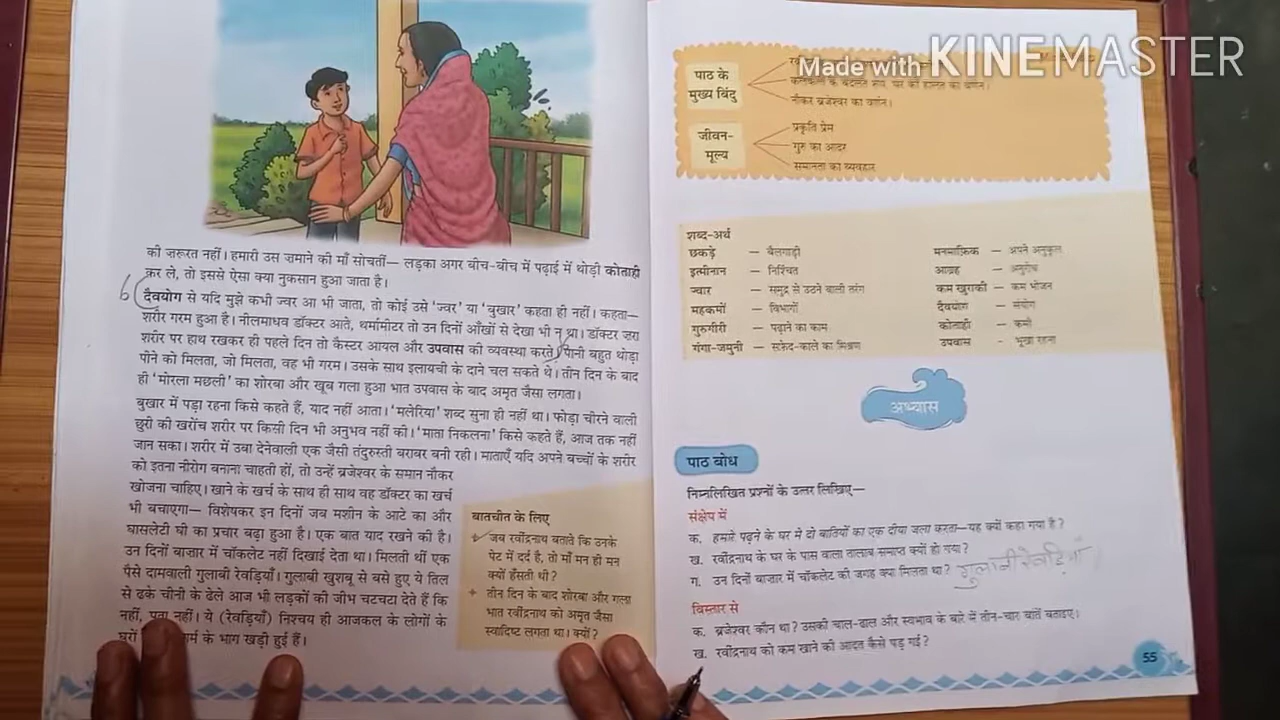 की ज़रूरत नहीं। हमारी उस ज़माने की माँ सोचतीं— लड़का अगर बीच-बीच में पढ़ाई में थोड़ी कोताही
कर ले, तो इससे ऐसा क्या नुकसान हुआ जाता है।
6
दैवयोग से यदि मुझे कभी ज्वर आ भी जाता, तो कोई उसे 'ज्वर' या 'बुखार' कहता ही नहीं। कहता—
शरीर गरम हुआ है। नीलमाधव डॉक्टर आते, थर्मामीटर तो उन दिनों आँखों से देखा भी न था। डॉक्टर ज़रा
शरीर पर हाथ रखकर ही पहले दिन तो कैस्टर आयल और उपवास की व्यवस्था करते। पानी बहुत थोड़ा
पीने को मिलता, जो मिलता, वह भी गरम। उसके साथ इलायची के दाने चल सकते थे। तीन दिन के बाद
ही 'मोरला मछली' का शोरबा और खूब गला हुआ भात उपवास के बाद अमृत जैसा लगता।
बुखार में पड़ा रहना किसे कहते हैं, याद नहीं आता। 'मलेरिया' शब्द सुना ही नहीं था। फोड़ा चीरने वाली
छुरी की खरोंच शरीर पर किसी दिन भी अनुभव नहीं की। 'माता निकलना' किसे कहते हैं, आज तक नहीं
जान सका। शरीर में उबा देनेवाली एक जैसी तंदुरुस्ती बराबर बनी रही। माताएँ यदि अपने बच्चों के शरीर
को इतना नीरोग बनाना चाहती हों, तो उन्हें ब्रजेश्वर के समान नौकर
खोजना चाहिए। खाने के खर्च के साथ ही साथ वह डॉक्टर का खर्च
भी बचाएगा— विशेषकर इन दिनों जब मशीन के आटे का और
घासलेटी घी का प्रचार बढ़ा हुआ है। एक बात याद रखने की है।
उन दिनों बाज़ार में चॉकलेट नहीं दिखाई देता था। मिलती थीं एक
पैसे दामवाली गुलाबी रेवड़ियाँ। गुलाबी खुशबू से बसे हुए ये तिल
से ढके चीनी के ढेले आज भी लड़कों की जीभ चटचटा देते हैं कि
नहीं, पता नहीं। ये (रेवड़ियाँ) निश्चय ही आजकल के लोगों के
घरों के भाग खड़ी हुई हैं।
बातचीत के लिए
जब रवींद्रनाथ बताते कि उनके
पेट में दर्द है, तो माँ मन ही मन
क्यों हँसती थी?
तीन दिन के बाद शोरबा और गला
भात रवींद्रनाथ को अमृत जैसा
स्वादिष्ट लगता था। क्यों?
Made with KINEMASTER
पाठ के
मुख्य बिंदु
के बदलते रूप, घर की हालत का वर्णन।
नौकर ब्रजेश्वर का वर्णन।
जीवन-
मूल्य
प्रकृति प्रेम
गुरु का आदर
समानता का व्यवहार
शब्द-अर्थ
छकड़े — बैलगाड़ी
इत्मीनान — निश्चिंत
ज्वार — समुद्र से उठने वाली तरंग
महकमों — विभागों
गुरुगीरी — पढ़ाने का काम
गंगा-जमुनी — सफ़ेद-काले का मिश्रण
मनमाफ़िक — अपने अनुकूल
आग्रह — अनुरोध
कम खुराकी — कम भोजन
दैवयोग — संयोग
कोताही — कमी
उपवास — भूखा रहना
अभ्यास
पाठ बोध
निम्नलिखित प्रश्नों के उत्तर लिखिए—
संक्षेप में
क. हमारे पढ़ने के घर में दो बातियों का एक दीया जला करता—यह क्यों कहा गया है?
ख. रवींद्रनाथ के घर के पास वाला तालाब समाप्त क्यों हो गया?
ग. उन दिनों बाज़ार में चॉकलेट की जगह क्या मिलता था? गुलाबी रेवड़ियाँ
विस्तार से
क. ब्रजेश्वर कौन था? उसकी चाल-ढाल और स्वभाव के बारे में तीन-चार बातें बताइए।
ख. रवींद्रनाथ को कम खाने की आदत कैसे पड़ गई?
55